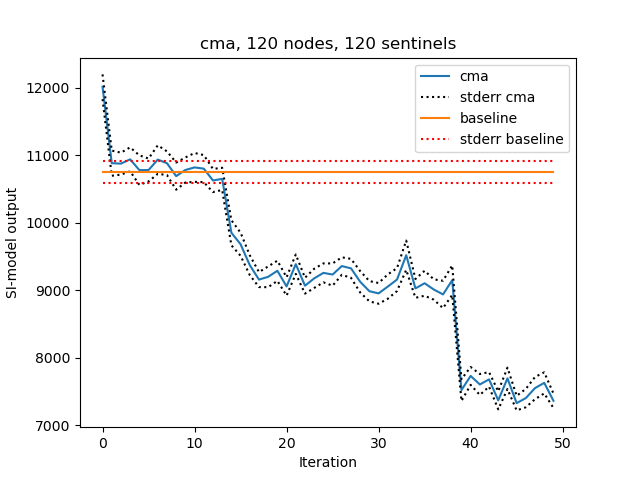 cma, 120 nodes, 120 sentinels
12000
11000
10000
9000
8000
7000
SI-model output
cma
stderr cma
baseline
stderr baseline
0
10
20
30
40
50
Iteration